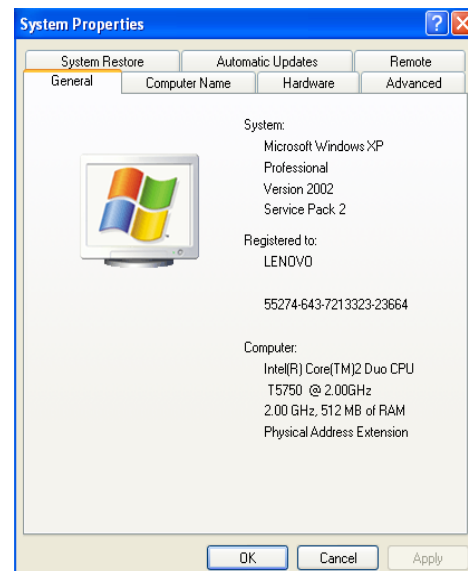 System Properties
System Restore
Automatic Updates
Remote
General
Computer Name
Hardware
Advanced
System:
Microsoft Windows XP
Professional
Version 2002
Service Pack 2
Registered to:
LENOVO
55274-643-7213323-23664
Computer:
Intel(R) Core(TM)2 Duo CPU
T5750 @ 2.00GHz
2.00 GHz, 512 MB of RAM
Physical Address Extension
OK
Cancel
Apply